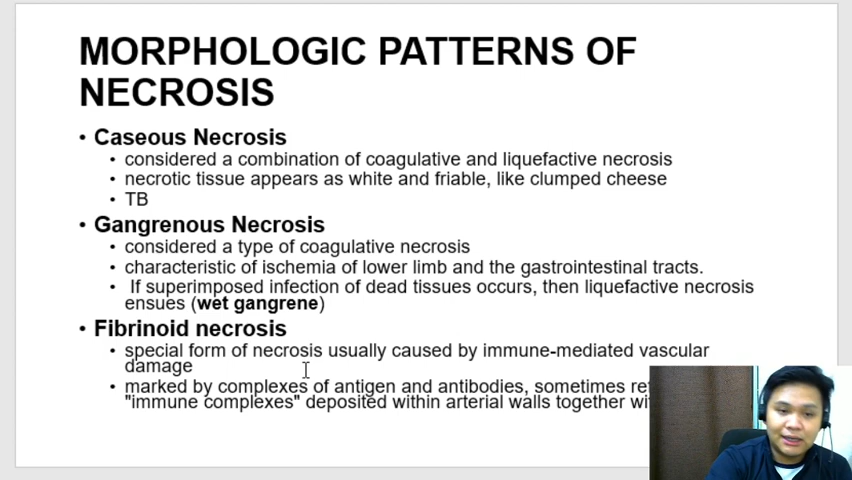 MORPHOLOGIC PATTERNS OF
NECROSIS
• Caseous Necrosis
• considered a combination of coagulative and liquefactive necrosis
• necrotic tissue appears as white and friable, like clumped cheese
• TB
• Gangrenous Necrosis
• considered a type of coagulative necrosis
• characteristic of ischemia of lower limb and the gastrointestinal tracts.
• If superimposed infection of dead tissues occurs, then liquefactive necrosis
ensues (wet gangrene)
• Fibrinoid necrosis
• special form of necrosis usually caused by immune-mediated vascular
damage
• marked by complexes of antigen and antibodies, sometimes
"immune complexes" deposited within arterial walls together